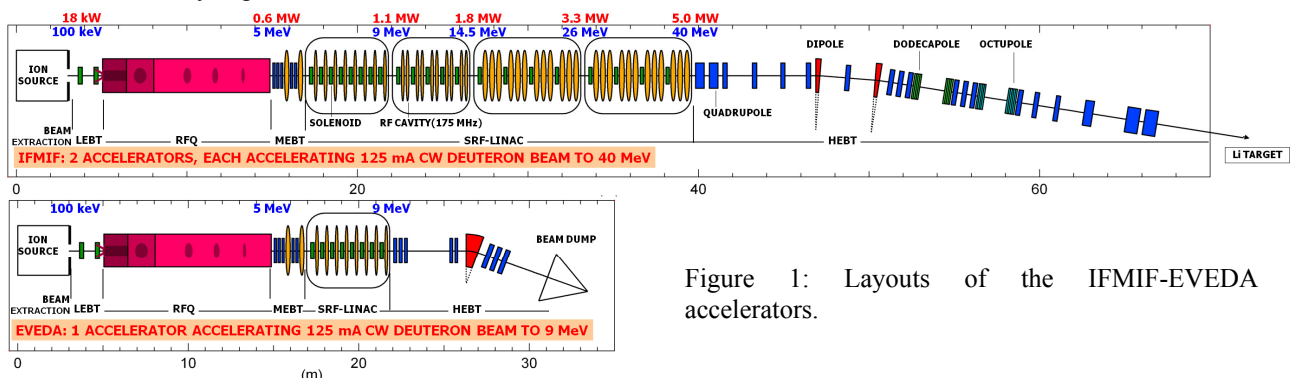 18 kW 0.6 MW 1.1 MW 1.8 MW 3.3 MW 5.0 MW
100 keV 5 MeV 9 MeV 14.5 MeV 26 MeV 40 MeV
ION
SOURCE
DIPOLE
DODECAPOLE
OCTUPOLE
SOLENOID
RF CAVITY(175 MHz)
QUADRUPOLE
BEAM
EXTRACTION LEBT RFQ MEBT SRF-LINAC HEBT
Li TARGET
IFMIF: 2 ACCELERATORS, EACH ACCELERATING 125 mA CW DEUTERON BEAM TO 40 MeV
0 20 40 60
100 keV 5 MeV 9 MeV
ION
SOURCE
BEAM DUMP
BEAM
EXTRACTION LEBT RFQ MEBT SRF-LINAC HEBT
EVEDA: 1 ACCELERATOR ACCELERATING 125 mA CW DEUTERON BEAM TO 9 MeV
0 10 20 30
(m)
Figure 1: Layouts of the IFMIF-EVEDA
accelerators.